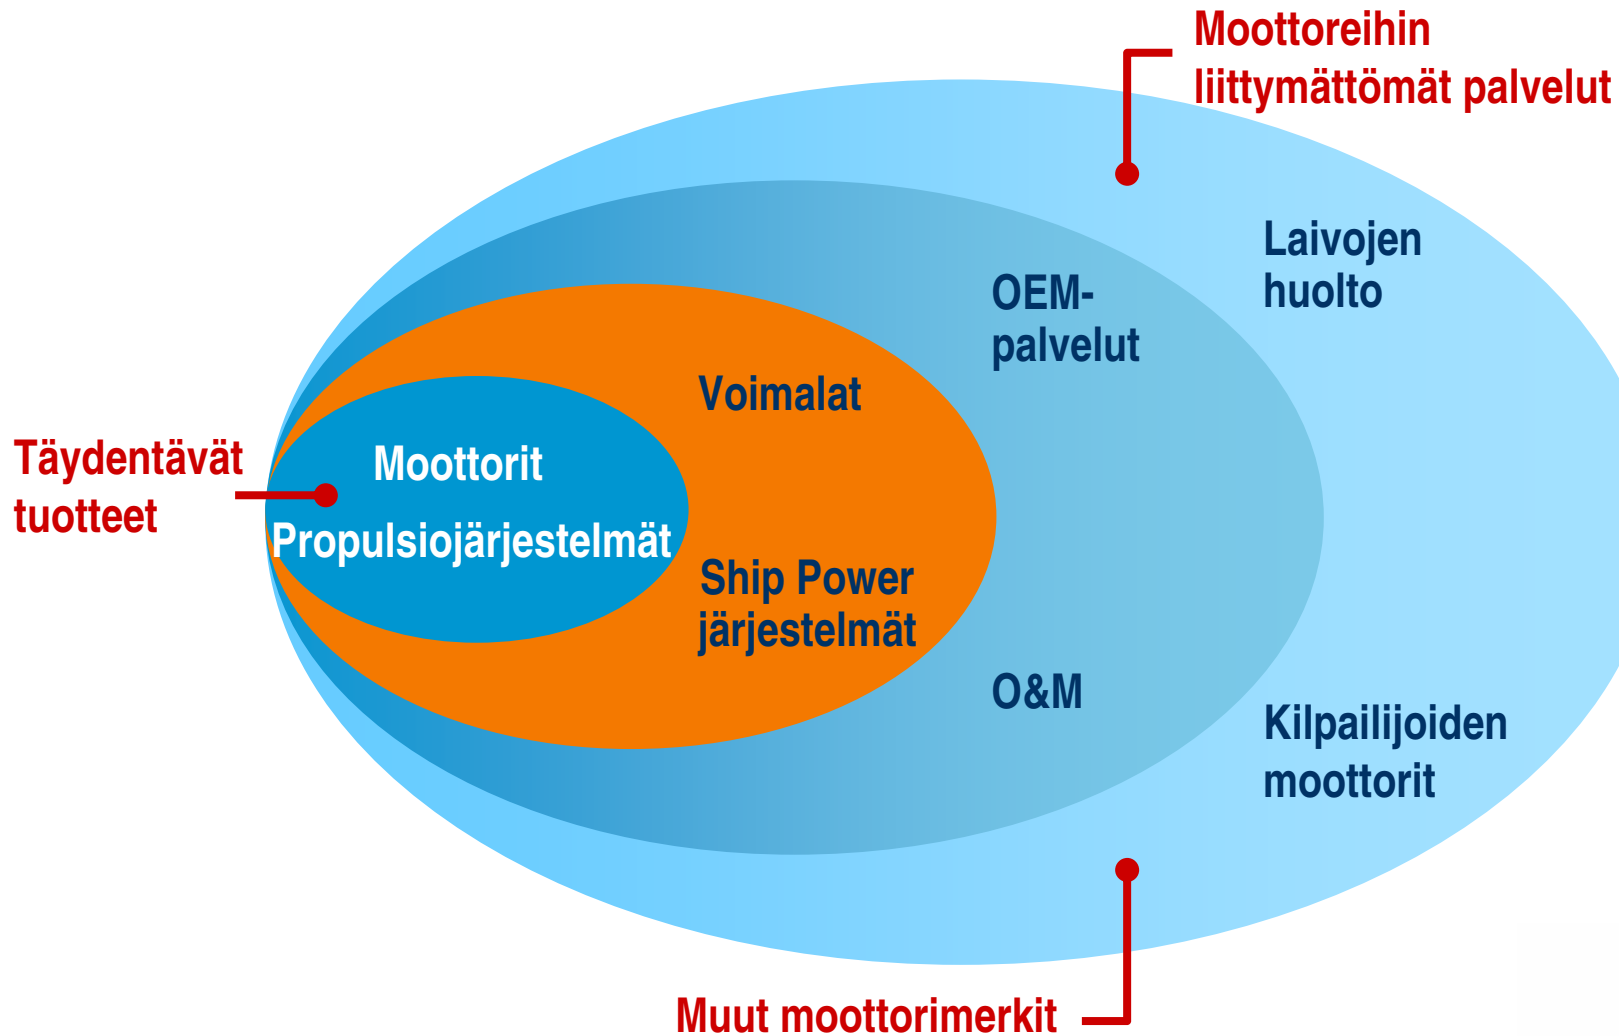 Moottoreihin
liittymättömät palvelut
Laivojen
huolto
OEM-
palvelut
Voimalat
Täydentävät
tuotteet
Moottorit
Propulsiojärjestelmät
Ship Power
järjestelmät
O&M
Kilpailijoiden
moottorit
Muut moottorimerkit